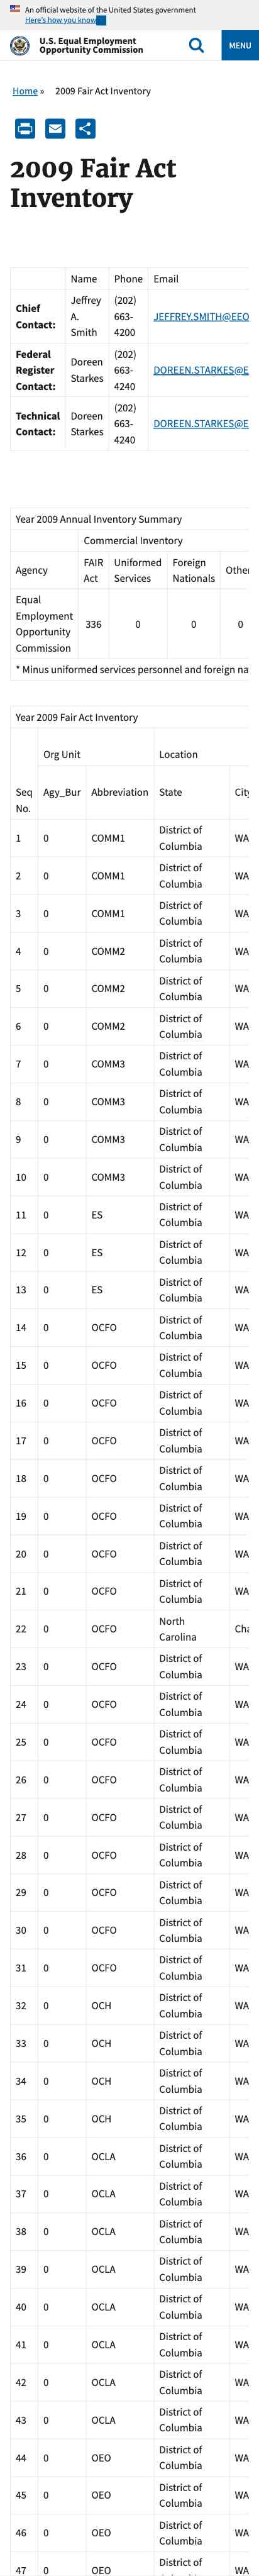 An official website of the United States government
Here's how you know
U.S. Equal Employment
Opportunity Commission
MENU
Home » 2009 Fair Act Inventory
2009 Fair Act
Inventory
Name Phone Email
Chief Contact: Jeffrey A. Smith (202) 663-4200 JEFFREY.SMITH@EEO
Federal Register Contact: Doreen Starkes (202) 663-4240 DOREEN.STARKES@E
Technical Contact: Doreen Starkes (202) 663-4240 DOREEN.STARKES@E
Year 2009 Annual Inventory Summary
Commercial Inventory
Agency FAIR Act Uniformed Services Foreign Nationals Other
Equal Employment Opportunity Commission 336 0 0 0
* Minus uniformed services personnel and foreign na
Year 2009 Fair Act Inventory
Org Unit Location
Seq No. Agy_Bur Abbreviation State City
1 0 COMM1 District of Columbia WA
2 0 COMM1 District of Columbia WA
3 0 COMM1 District of Columbia WA
4 0 COMM2 District of Columbia WA
5 0 COMM2 District of Columbia WA
6 0 COMM2 District of Columbia WA
7 0 COMM3 District of Columbia WA
8 0 COMM3 District of Columbia WA
9 0 COMM3 District of Columbia WA
10 0 COMM3 District of Columbia WA
11 0 ES District of Columbia WA
12 0 ES District of Columbia WA
13 0 ES District of Columbia WA
14 0 OCFO District of Columbia WA
15 0 OCFO District of Columbia WA
16 0 OCFO District of Columbia WA
17 0 OCFO District of Columbia WA
18 0 OCFO District of Columbia WA
19 0 OCFO District of Columbia WA
20 0 OCFO District of Columbia WA
21 0 OCFO District of Columbia WA
22 0 OCFO North Carolina Cha
23 0 OCFO District of Columbia WA
24 0 OCFO District of Columbia WA
25 0 OCFO District of Columbia WA
26 0 OCFO District of Columbia WA
27 0 OCFO District of Columbia WA
28 0 OCFO District of Columbia WA
29 0 OCFO District of Columbia WA
30 0 OCFO District of Columbia WA
31 0 OCFO District of Columbia WA
32 0 OCH District of Columbia WA
33 0 OCH District of Columbia WA
34 0 OCH District of Columbia WA
35 0 OCH District of Columbia WA
36 0 OCLA District of Columbia WA
37 0 OCLA District of Columbia WA
38 0 OCLA District of Columbia WA
39 0 OCLA District of Columbia WA
40 0 OCLA District of Columbia WA
41 0 OCLA District of Columbia WA
42 0 OCLA District of Columbia WA
43 0 OCLA District of Columbia WA
44 0 OEO District of Columbia WA
45 0 OEO District of Columbia WA
46 0 OEO District of Columbia WA
47 0 OEO District of WA